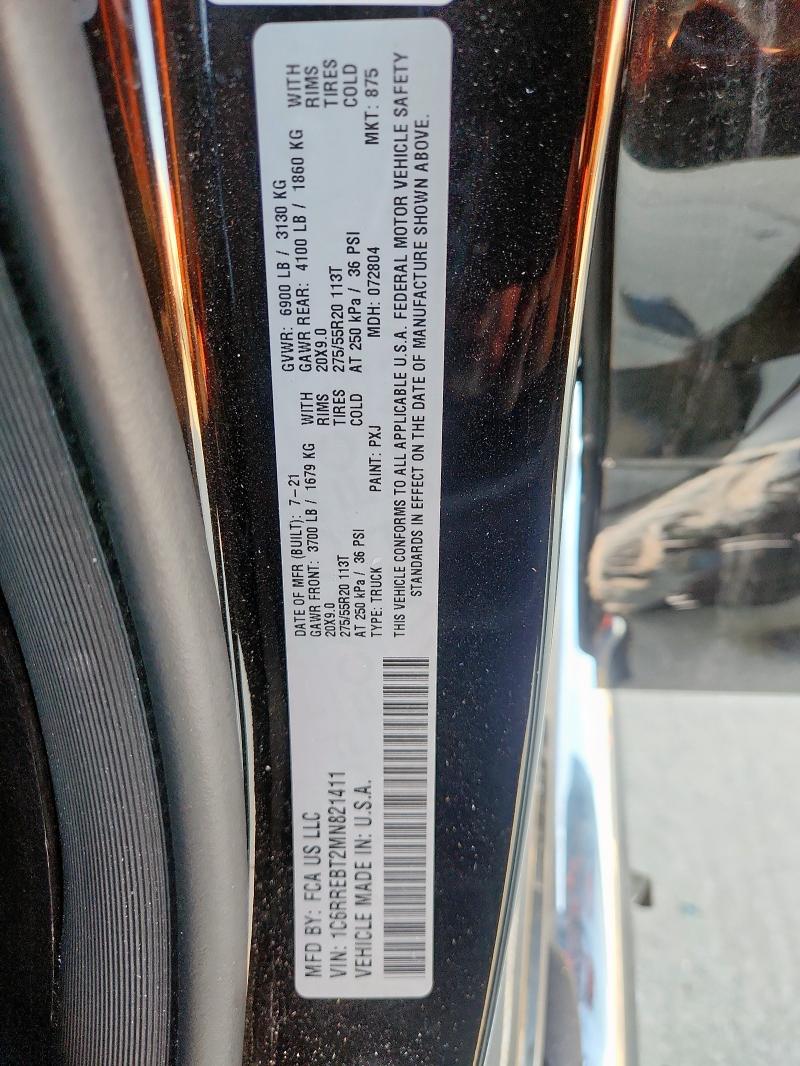 MFD BY: FCA US LLC
VIN: 1C6RREBT2MN821411
VEHICLE MADE IN: U.S.A.
DATE OF MFR (BUILT): 7-21
GAWR FRONT: 3700 LB / 1679 KG WITH
20X9.0 RIMS
275/55R20 113T TIRES
AT 250 kPa / 36 PSI COLD
TYPE: TRUCK PAINT: PXJ
GVWR: 6900 LB / 3130 KG
GAWR REAR: 4100 LB / 1860 KG WITH
20X9.0 RIMS
275/55R20 113T TIRES
AT 250 kPa / 36 PSI COLD
MDH: 072804 MKT: 875
THIS VEHICLE CONFORMS TO ALL APPLICABLE U.S.A. FEDERAL MOTOR VEHICLE SAFETY
STANDARDS IN EFFECT ON THE DATE OF MANUFACTURE SHOWN ABOVE.